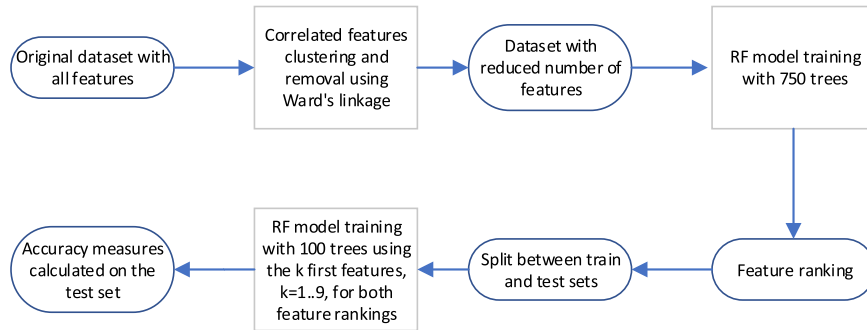 Original dataset with
all features
Correlated features
clustering and
removal using
Ward's linkage
Dataset with
reduced number of
features
RF model training
with 750 trees
Feature ranking
Split between
train and test sets
RF model training
with 100 trees using
the k first features,
k=1..9, for both
feature rankings
Accuracy measures
calculated on the
test set